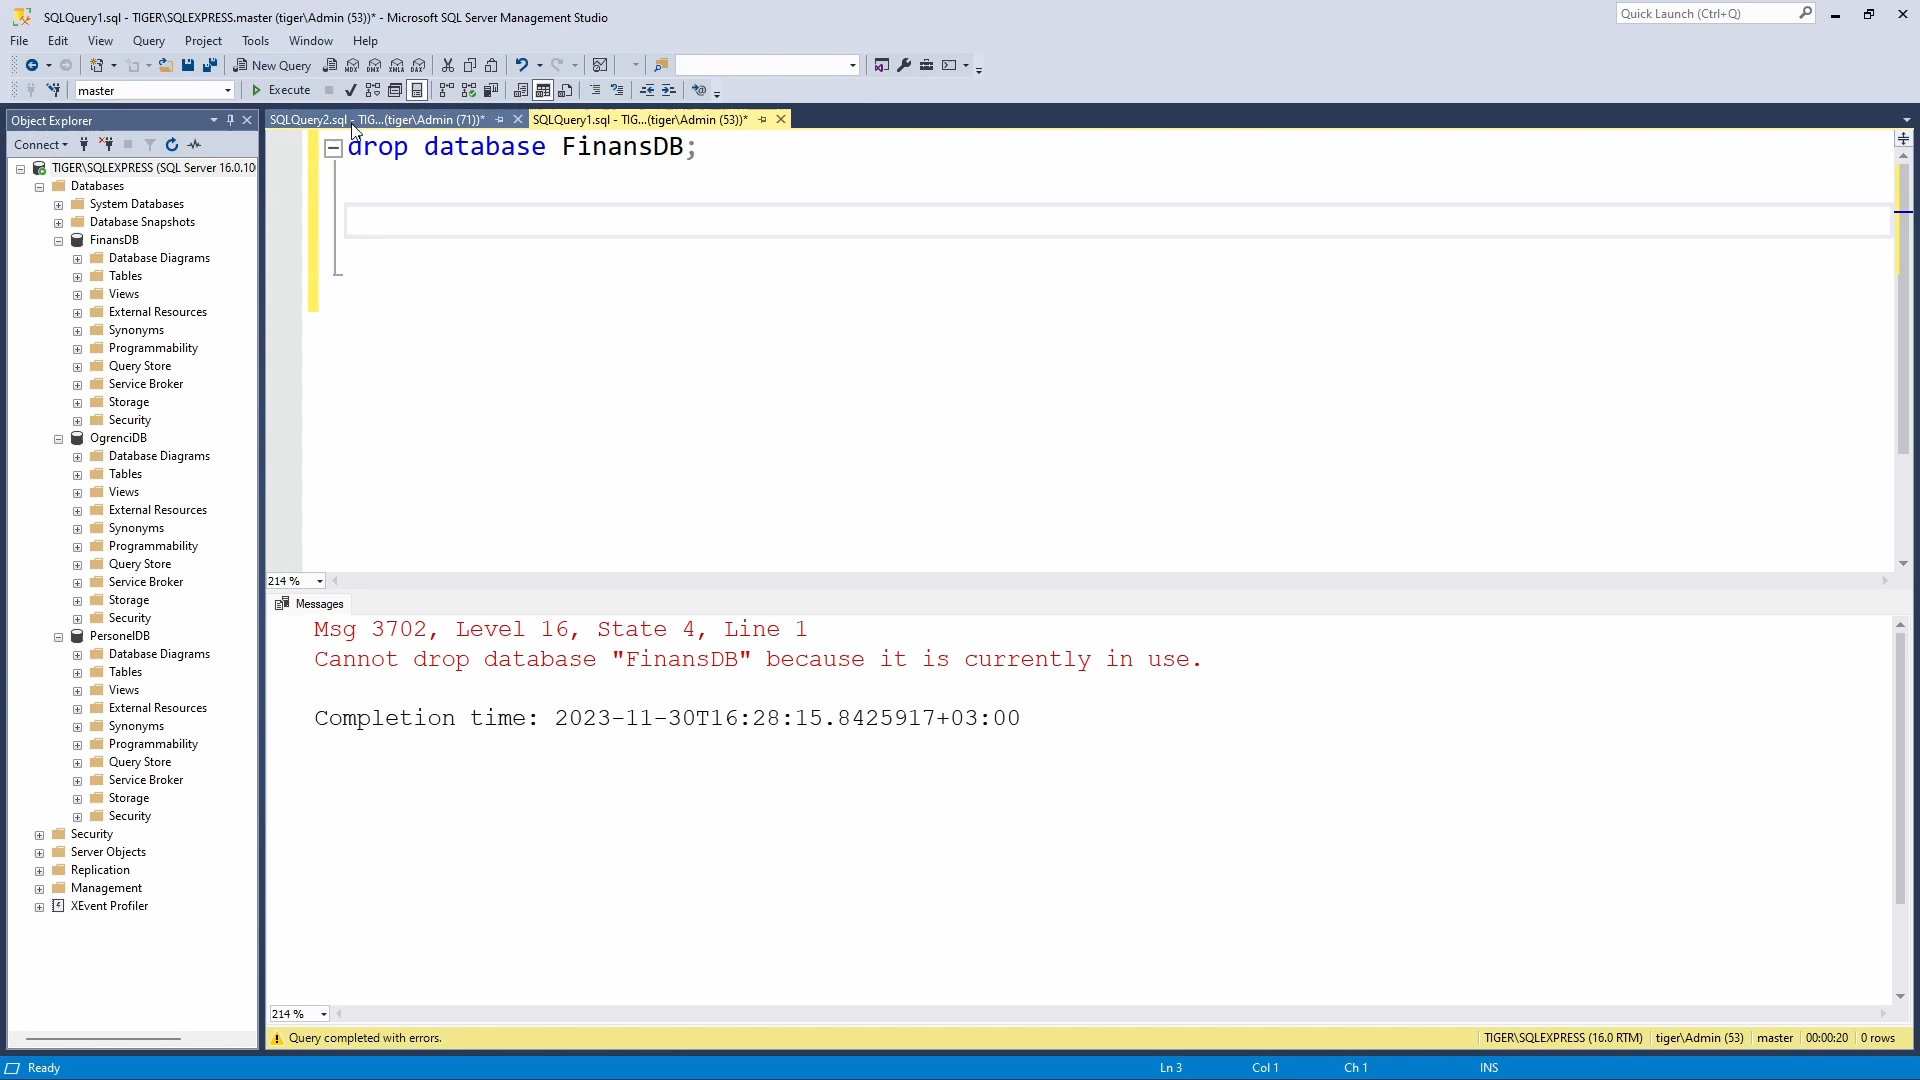 SQLQuery1.sql - TIGER\SQLEXPRESS.master (tiger\Admin (53))* - Microsoft SQL Server Management Studio
Quick Launch (Ctrl+Q)
File Edit View Query Project Tools Window Help
New Query MDX DMX XMLA DAX
master Execute
Object Explorer
SQLQuery2.sql - TIG...(tiger\Admin (71))*
SQLQuery1.sql - TIG...(tiger\Admin (53))*
Connect
TIGER\SQLEXPRESS (SQL Server 16.0.10
Databases
System Databases
Database Snapshots
FinansDB
Database Diagrams
Tables
Views
External Resources
Synonyms
Programmability
Query Store
Service Broker
Storage
Security
OgrenciDB
Database Diagrams
Tables
Views
External Resources
Synonyms
Programmability
Query Store
Service Broker
Storage
Security
PersonelDB
Database Diagrams
Tables
Views
External Resources
Synonyms
Programmability
Query Store
Service Broker
Storage
Security
Security
Server Objects
Replication
Management
XEvent Profiler
drop database FinansDB;
214 %
Messages
Msg 3702, Level 16, State 4, Line 1
Cannot drop database "FinansDB" because it is currently in use.
Completion time: 2023-11-30T16:28:15.8425917+03:00
214 %
Query completed with errors.
TIGER\SQLEXPRESS (16.0 RTM) tiger\Admin (53) master 00:00:20 0 rows
Ready Ln 3 Col 1 Ch 1 INS